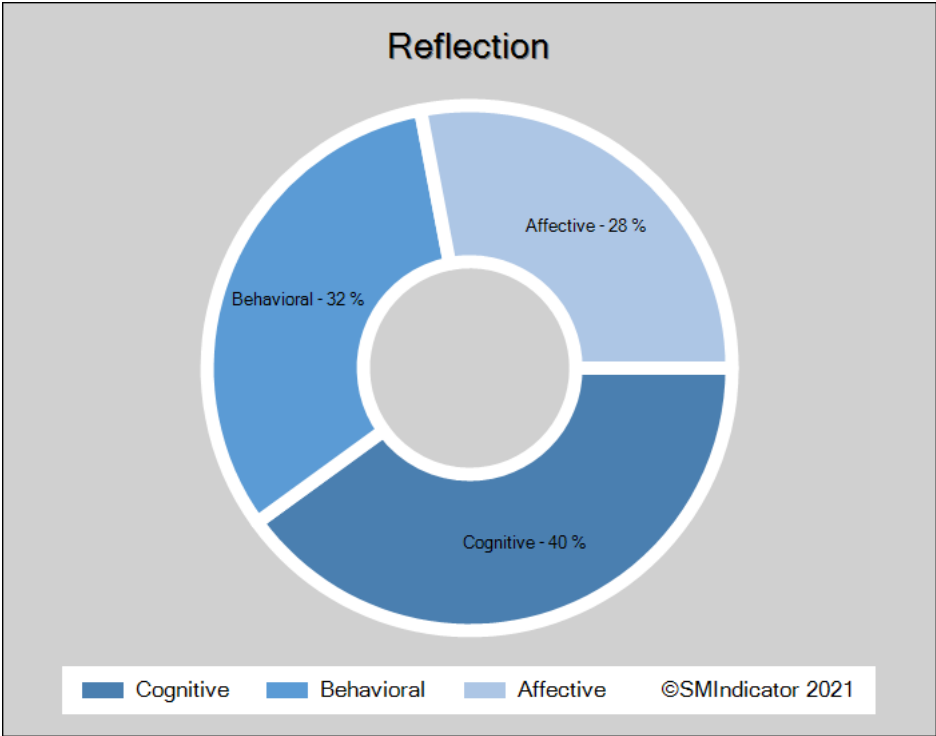 Reflection
Affective - 28 %
Behavioral - 32 %
Cognitive - 40 %
Cognitive Behavioral Affective ©SMIndicator 2021